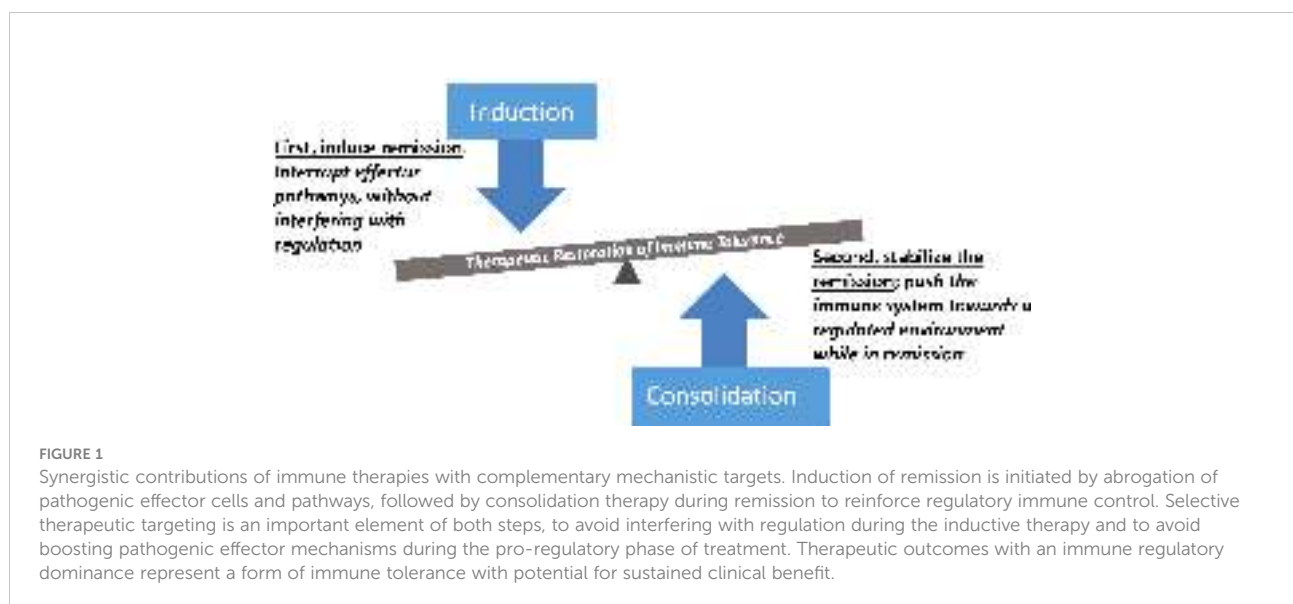 Induction
First, induce remission
Interrupt effector
pathways, without
interfering with
regulation
Therapeutic Restoration of Immune Tolerance
Second, stabilize the
remission; push the
immune system towards a
regulated environment
while in remission
Consolidation
FIGURE 1
Synergistic contributions of immune therapies with complementary mechanistic targets. Induction of remission is initiated by abrogation of
pathogenic effector cells and pathways, followed by consolidation therapy during remission to reinforce regulatory immune control. Selective
therapeutic targeting is an important element of both steps, to avoid interfering with regulation during the inductive therapy and to avoid
boosting pathogenic effector mechanisms during the pro-regulatory phase of treatment. Therapeutic outcomes with an immune regulatory
dominance represent a form of immune tolerance with potential for sustained clinical benefit.